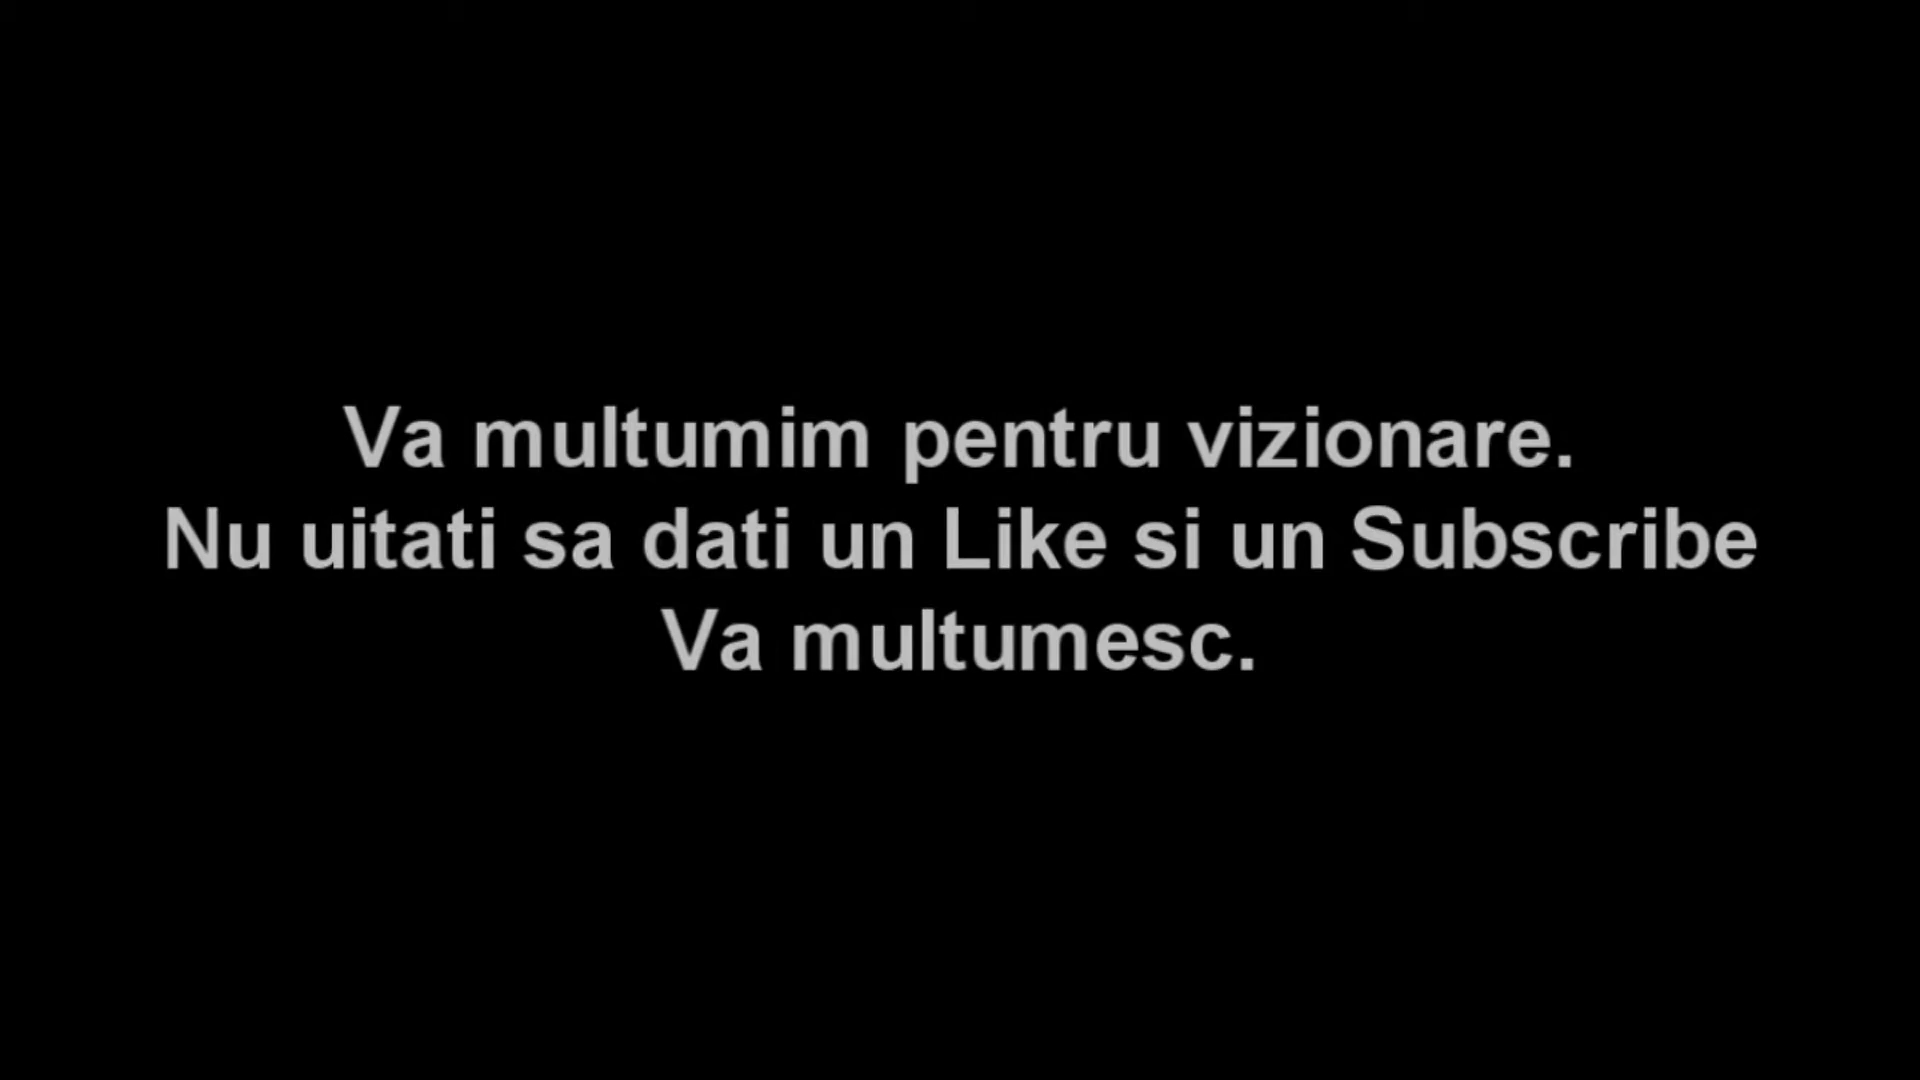 Va multumim pentru vizionare.
Nu uitati sa dati un Like si un Subscribe
Va multumesc.